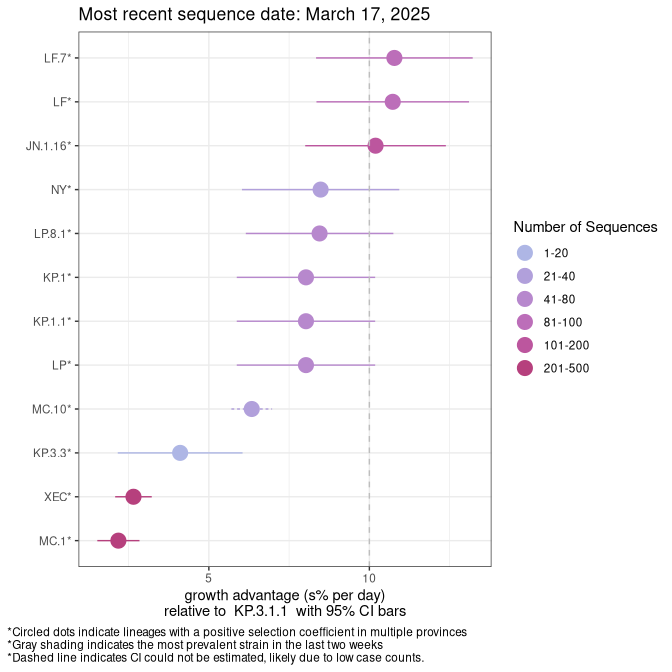 Most recent sequence date: March 17, 2025
LF.7*
LF*
JN.1.16*
NY*
LP.8.1*
KP.1*
KP.1.1*
LP*
MC.10*
KP.3.3*
XEC*
MC.1*
5 10
growth advantage (s% per day)
relative to KP.3.1.1 with 95% CI bars
Number of Sequences
1-20
21-40
41-80
81-100
101-200
201-500
*Circled dots indicate lineages with a positive selection coefficient in multiple provinces
*Gray shading indicates the most prevalent strain in the last two weeks
*Dashed line indicates CI could not be estimated, likely due to low case counts.